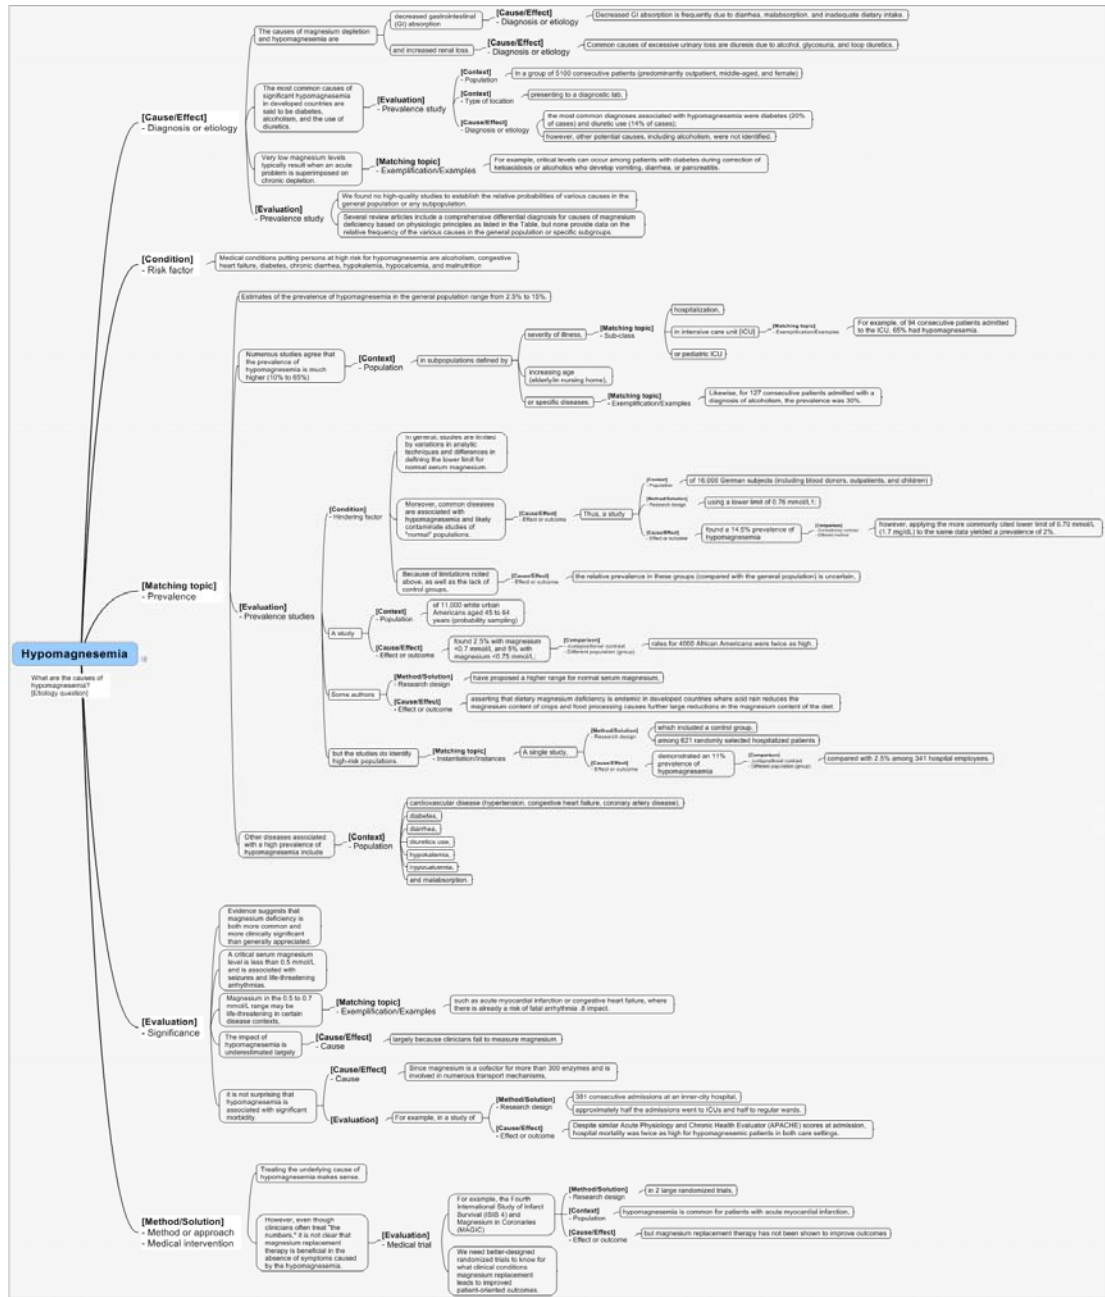 Hypomagnesemia
What are the causes of
hypomagnesemia?
[Etiology question]
[Cause/Effect]
- Diagnosis or etiology
The causes of magnesium depletion
and hypomagnesemia are
decreased gastrointestinal
(GI) absorption
[Cause/Effect]
- Diagnosis or etiology
Decreased GI absorption is frequently due to diarrhea, malabsorption, and inadequate dietary intake.
and increased renal loss.
[Cause/Effect]
- Diagnosis or etiology
Common causes of excessive urinary loss are diuresis due to alcohol, glycosuria, and loop diuretics.
The most common causes of
significant hypomagnesemia
in developed countries are
said to be diabetes,
alcoholism, and the use of
diuretics.
[Evaluation]
- Prevalence study
[Context]
- Population
In a group of 5100 consecutive patients (predominantly outpatient, middle-aged, and female)
[Context]
- Type of location
presenting to a diagnostic lab,
[Cause/Effect]
- Diagnosis or etiology
the most common diagnoses associated with hypomagnesemia were diabetes (20%
of cases) and diuretic use (14% of cases);
however, other potential causes, including alcoholism, were not identified.
Very low magnesium levels
typically result when an acute
problem is superimposed on
chronic depletion.
[Matching topic]
- Exemplification/Examples
For example, critical levels can occur among patients with diabetes during correction of
ketoacidosis or alcoholics who develop vomiting, diarrhea, or pancreatitis.
[Evaluation]
- Prevalence study
We found no high-quality studies to establish the relative probabilities of various causes in the
general population or any subpopulation.
Several review articles include a comprehensive differential diagnosis for causes of magnesium
deficiency based on physiologic principles as listed in the Table, but none provide data on the
relative frequency of the various causes in the general population or specific subgroups.
[Condition]
- Risk factor
Medical conditions putting persons at high risk for hypomagnesemia are alcoholism, congestive
heart failure, diabetes, chronic diarrhea, hypokalemia, hypocalcemia, and malnutrition
[Matching topic]
- Prevalence
Estimates of the prevalence of hypomagnesemia in the general population range from 2.5% to 15%.
Numerous studies agree that
the prevalence of
hypomagnesemia is much
higher (10% to 65%)
[Context]
- Population
in subpopulations defined by
severity of illness,
[Matching topic]
- Sub-class
hospitalization,
in intensive care unit [ICU]
[Matching topic]
- Exemplification/Examples
For example, of 94 consecutive patients admitted
to the ICU, 65% had hypomagnesemia.
or pediatric ICU
increasing age
(elderly/in nursing home),
or specific diseases.
[Matching topic]
- Exemplification/Examples
Likewise, for 127 consecutive patients admitted with a
diagnosis of alcoholism, the prevalence was 30%.
[Evaluation]
- Prevalence studies
[Condition]
- Hindering factor
In general, studies are limited
by variations in analytic
techniques and differences in
defining the lower limit for
normal serum magnesium.
Moreover, common diseases
are associated with
hypomagnesemia and likely
contaminate studies of
"normal" populations.
[Cause/Effect]
- Effect or outcome
Thus, a study
[Context]
- Population
of 16,000 German subjects (including blood donors, outpatients, and children)
[Method/Solution]
- Research design
using a lower limit of 0.76 mmol/L1;
[Cause/Effect]
- Effect or outcome
found a 14.5% prevalence of
hypomagnesemia
[Comparison]
- Contradictory contrast
- Different method
however, applying the more commonly cited lower limit of 0.70 mmol/L
(1.7 mg/dL) to the same data yielded a prevalence of 2%.
Because of limitations noted
above, as well as the lack of
control groups,
[Cause/Effect]
- Effect or outcome
the relative prevalence in these groups (compared with the general population) is uncertain,
A study
[Context]
- Population
of 11,000 white urban
Americans aged 45 to 64
years (probability sampling)
[Cause/Effect]
- Effect or outcome
found 2.5% with magnesium
<0.7 mmol/l, and 5% with
magnesium <0.75 mmol/L;
[Comparison]
- Juxtapositional contrast
- Different population (group)
rates for 4000 African Americans were twice as high.
Some authors
[Method/Solution]
- Research design
have proposed a higher range for normal serum magnesium,
[Cause/Effect]
- Effect or outcome
asserting that dietary magnesium deficiency is endemic in developed countries where acid rain reduces the
magnesium content of crops and food processing causes further large reductions in the magnesium content of the diet.
but the studies do identify
high-risk populations.
[Matching topic]
- Instantiation/Instances
A single study,
[Method/Solution]
- Research design
which included a control group,
among 621 randomly selected hospitalized patients
[Cause/Effect]
- Effect or outcome
demonstrated an 11%
prevalence of
hypomagnesemia
[Comparison]
- Juxtapositional contrast
- Different population (group)
compared with 2.5% among 341 hospital employees.
Other diseases associated
with a high prevalence of
hypomagnesemia include
[Context]
- Population
cardiovascular disease (hypertension, congestive heart failure, coronary artery disease),
diabetes,
diarrhea,
diuretics use,
hypokalemia,
hypocalcemia,
and malabsorption.
[Evaluation]
- Significance
Evidence suggests that
magnesium deficiency is
both more common and
more clinically significant
than generally appreciated.
A critical serum magnesium
level is less than 0.5 mmol/L
and is associated with
seizures and life-threatening
arrhythmias.
Magnesium in the 0.5 to 0.7
mmol/L range may be
life-threatening in certain
disease contexts,
[Matching topic]
- Exemplification/Examples
such as acute myocardial infarction or congestive heart failure, where
there is already a risk of fatal arrhythmia .8 impact.
The impact of
hypomagnesemia is
underestimated largely
[Cause/Effect]
- Cause
largely because clinicians fail to measure magnesium.
it is not surprising that
hypomagnesemia is
associated with significant
morbidity.
[Cause/Effect]
- Cause
Since magnesium is a cofactor for more than 300 enzymes and is
involved in numerous transport mechanisms,
[Evaluation]
For example, in a study of
[Method/Solution]
- Research design
381 consecutive admissions at an inner-city hospital,
approximately half the admissions went to ICUs and half to regular wards.
[Cause/Effect]
- Effect or outcome
Despite similar Acute Physiology and Chronic Health Evaluator (APACHE) scores at admission,
hospital mortality was twice as high for hypomagnesemic patients in both care settings.
[Method/Solution]
- Method or approach
- Medical intervention
Treating the underlying cause of
hypomagnesemia makes sense.
However, even though
clinicians often treat "the
numbers," it is not clear that
magnesium replacement
therapy is beneficial in the
absence of symptoms caused
by the hypomagnesemia.
[Evaluation]
- Medical trial
For example, the Fourth
International Study of Infarct
Survival (ISIS 4) and
Magnesium in Coronaries
(MAGIC)
[Method/Solution]
- Research design
in 2 large randomized trials,
[Context]
- Population
hypomagnesemia is common for patients with acute myocardial infarction,
[Cause/Effect]
- Effect or outcome
but magnesium replacement therapy has not been shown to improve outcomes
We need better-designed
randomized trials to know for
what clinical conditions
magnesium replacement
leads to improved
patient-oriented outcomes.